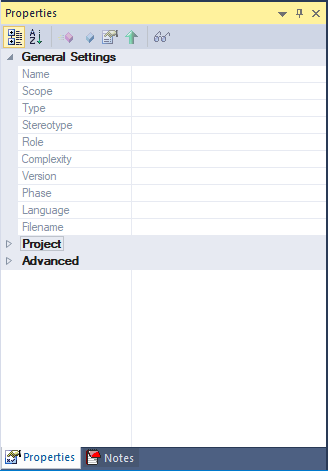 Properties
General Settings
Name
Scope
Type
Stereotype
Role
Complexity
Version
Phase
Language
Filename
Project
Advanced
Properties Notes